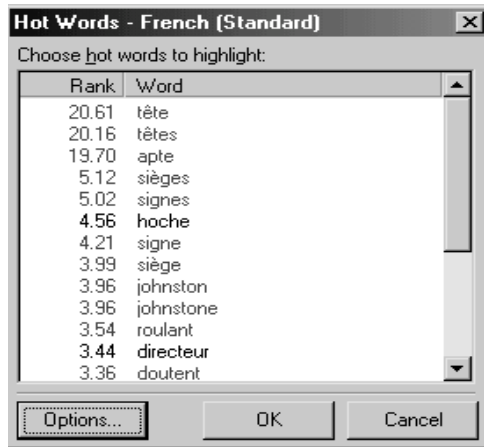 Hot Words - French (Standard)
Choose hot words to highlight:
Rank Word
20.61 tête
20.16 têtes
19.70 apte
5.12 sièges
5.02 signes
4.56 hoche
4.21 signe
3.99 siège
3.96 johnston
3.96 johnstone
3.54 roulant
3.44 directeur
3.36 doutent
Options... OK Cancel